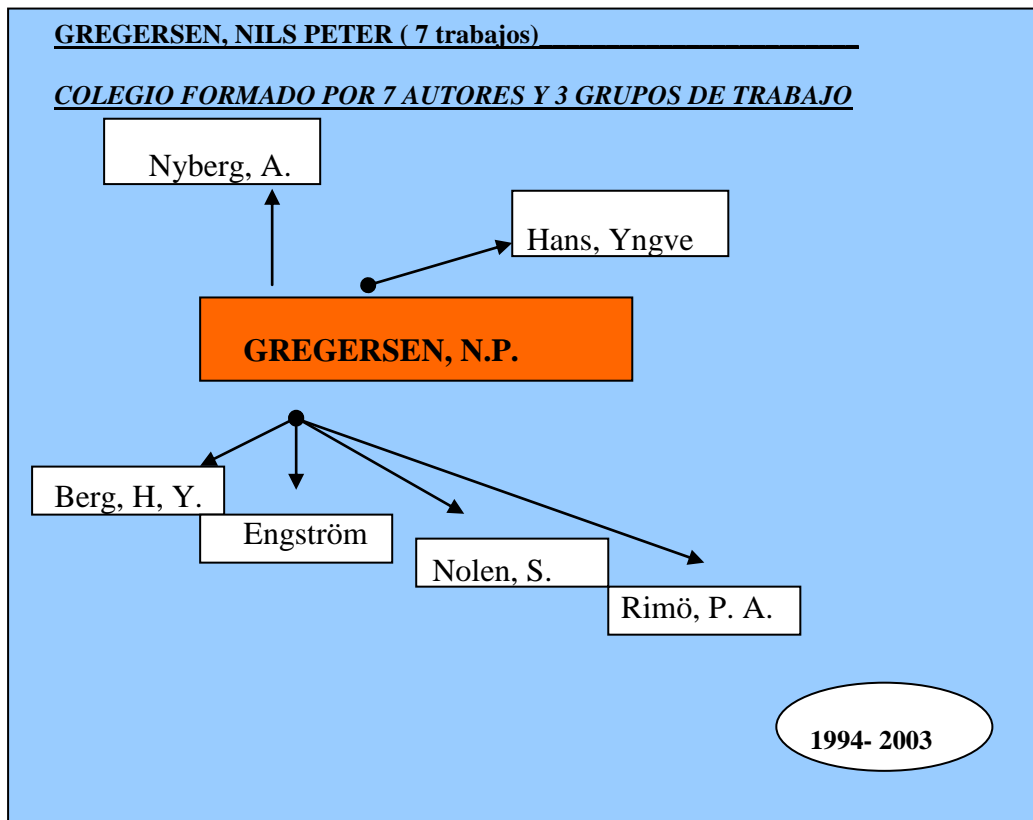 GREGERSEN, NILS PETER ( 7 trabajos)
COLEGIO FORMADO POR 7 AUTORES Y 3 GRUPOS DE TRABAJO
Nyberg, A.
Hans, Yngve
GREGERSEN, N.P.
Berg, H, Y.
Engström
Nolen, S.
Rimö, P. A.
1994- 2003